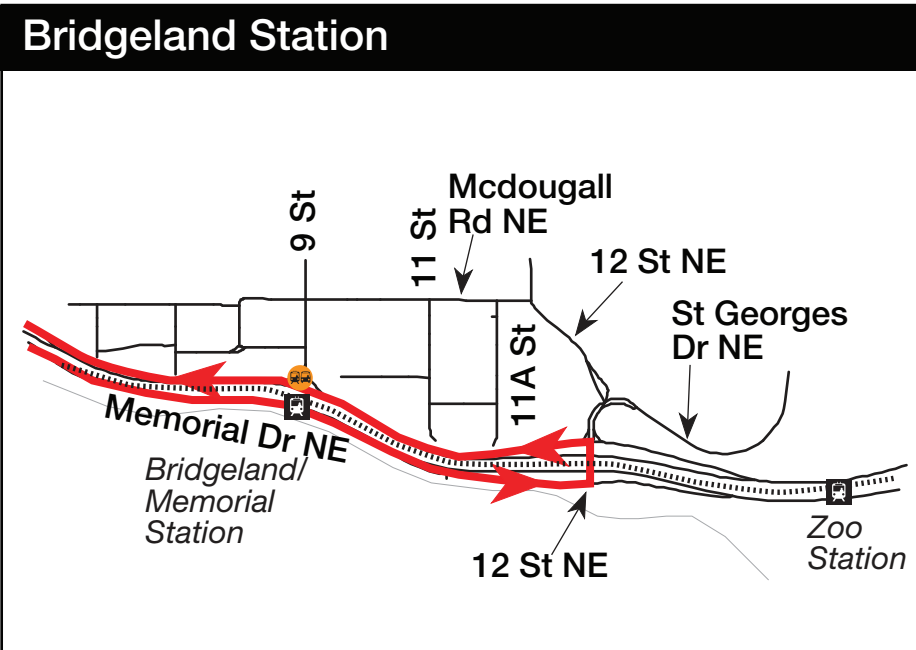 Bridgeland Station
9 St
11 St
Mcdougall
Rd NE
12 St NE
St Georges
Dr NE
11A St
Memorial Dr NE
Bridgeland/
Memorial
Station
12 St NE
Zoo
Station